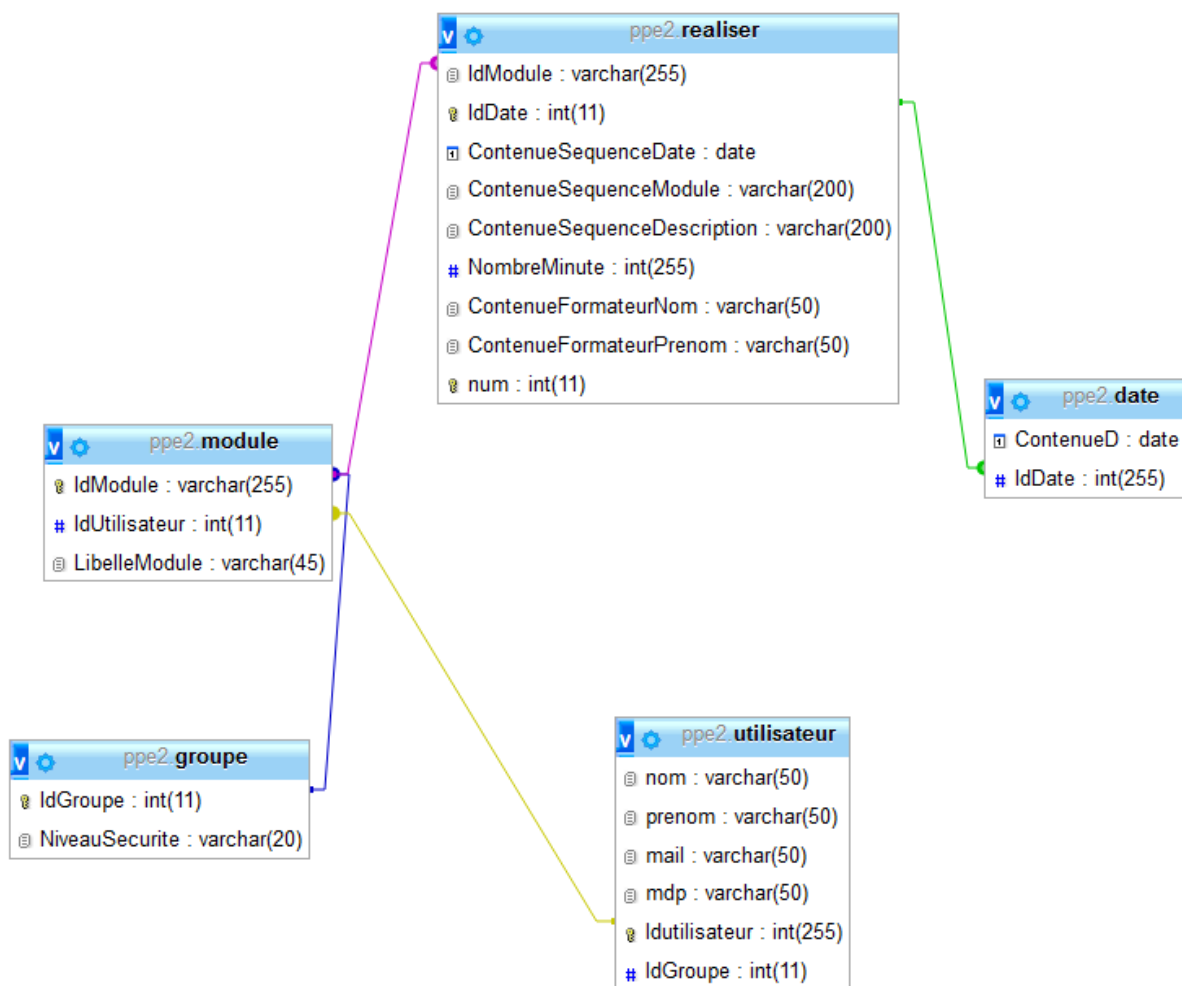 ppe2.realiser
IdModule : varchar(255)
IdDate : int(11)
ContenueSequenceDate : date
ContenueSequenceModule : varchar(200)
ContenueSequenceDescription : varchar(200)
# NombreMinute : int(255)
ContenueFormateurNom : varchar(50)
ContenueFormateurPrenom : varchar(50)
num : int(11)
v ppe2.date
ContenueD : date
# IdDate : int(255)
v ppe2.module
IdModule : varchar(255)
# IdUtilisateur : int(11)
LibelleModule : varchar(45)
v ppe2.groupe
IdGroupe : int(11)
NiveauSecurite : varchar(20)
v ppe2.utilisateur
nom : varchar(50)
prenom : varchar(50)
mail : varchar(50)
mdp : varchar(50)
Idutilisateur : int(255)
# IdGroupe : int(11)